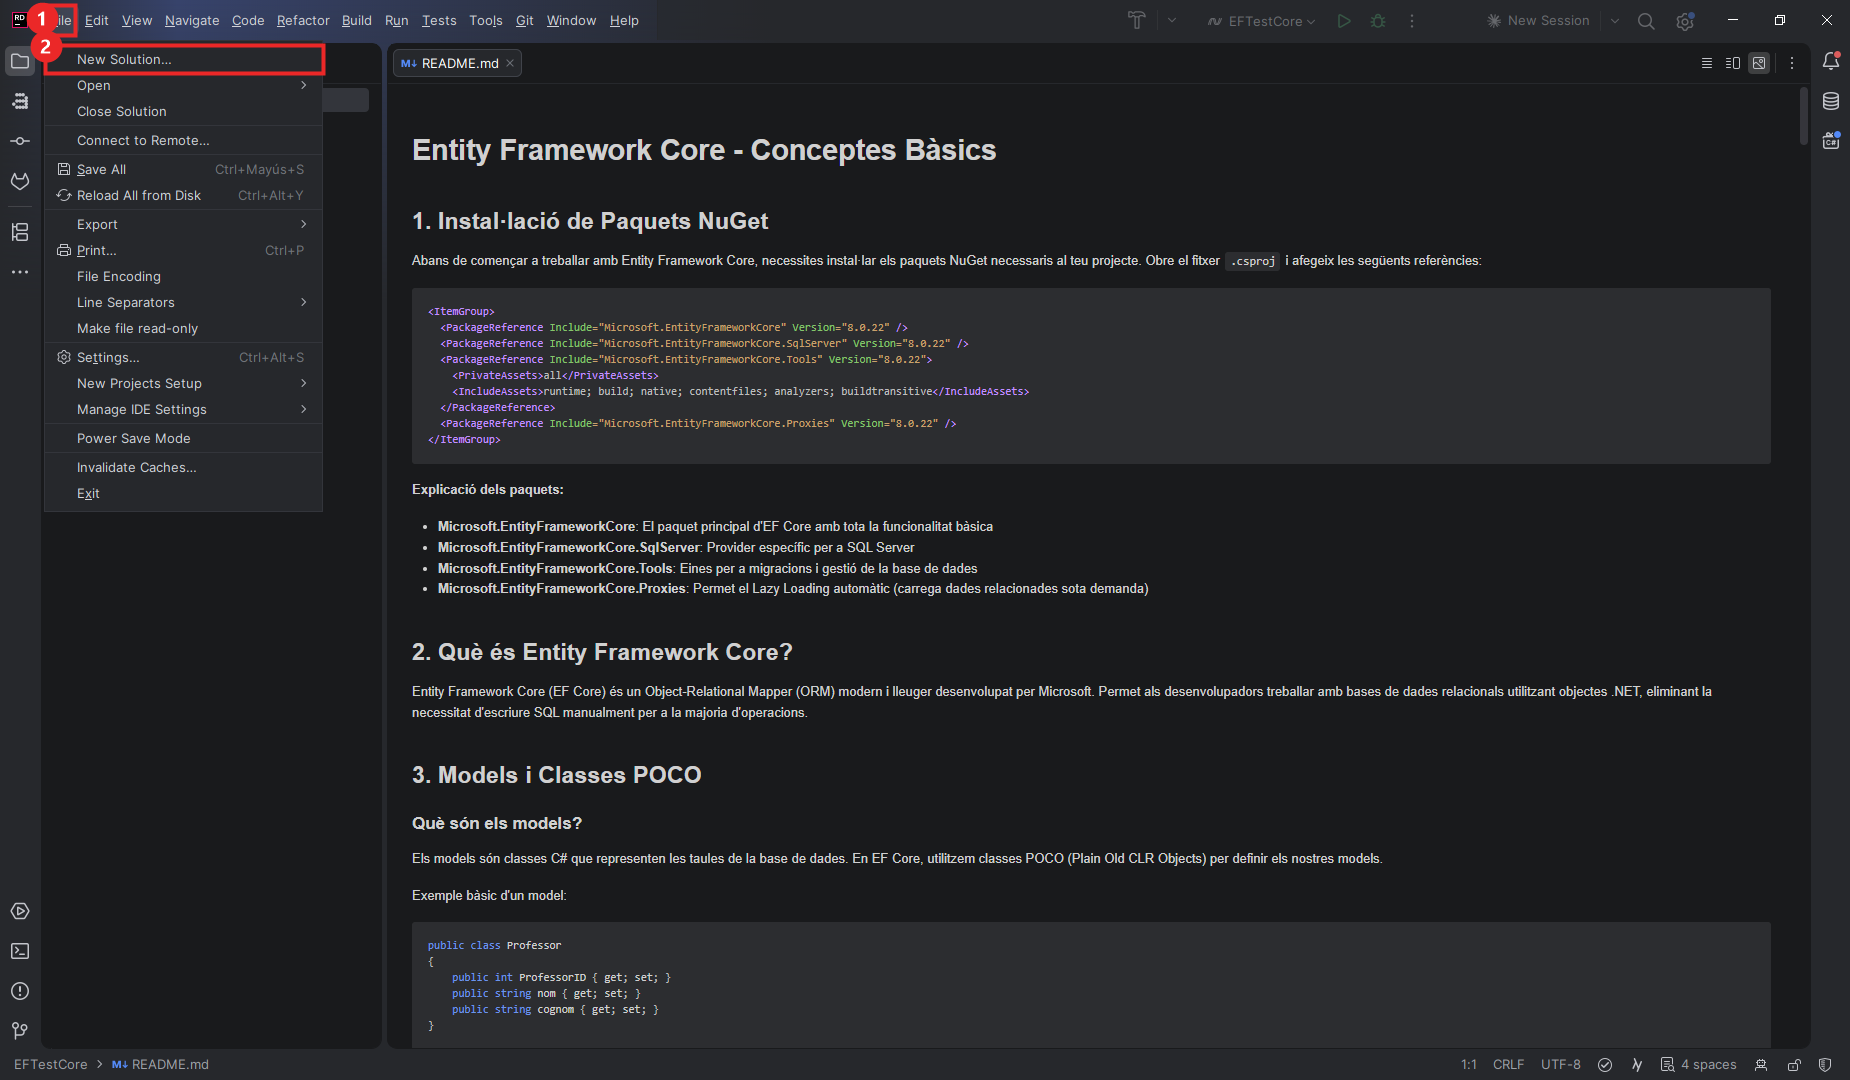 RD 1 ile Edit View Navigate Code Refactor Build Run Tests Tools Git Window Help
EFTestCore
New Session
2
New Solution...
Open
Close Solution
Connect to Remote...
Save All Ctrl+Mayús+S
Reload All from Disk Ctrl+Alt+Y
Export
Print... Ctrl+P
File Encoding
Line Separators
Make file read-only
Settings... Ctrl+Alt+S
New Projects Setup
Manage IDE Settings
Power Save Mode
Invalidate Caches...
Exit
M↓ README.md
C#
Entity Framework Core - Conceptes Bàsics
1. Instal·lació de Paquets NuGet
Abans de començar a treballar amb Entity Framework Core, necessites instal·lar els paquets NuGet necessaris al teu projecte. Obre el fitxer .csproj i afegeix les següents referències:
<ItemGroup>
<PackageReference Include="Microsoft.EntityFrameworkCore" Version="8.0.22" />
<PackageReference Include="Microsoft.EntityFrameworkCore.SqlServer" Version="8.0.22" />
<PackageReference Include="Microsoft.EntityFrameworkCore.Tools" Version="8.0.22">
<PrivateAssets>all</PrivateAssets>
<IncludeAssets>runtime; build; native; contentfiles; analyzers; buildtransitive</IncludeAssets>
</PackageReference>
<PackageReference Include="Microsoft.EntityFrameworkCore.Proxies" Version="8.0.22" />
</ItemGroup>
Explicació dels paquets:
• Microsoft.EntityFrameworkCore: El paquet principal d'EF Core amb tota la funcionalitat bàsica
• Microsoft.EntityFrameworkCore.SqlServer: Provider específic per a SQL Server
• Microsoft.EntityFrameworkCore.Tools: Eines per a migracions i gestió de la base de dades
• Microsoft.EntityFrameworkCore.Proxies: Permet el Lazy Loading automàtic (carrega dades relacionades sota demanda)
2. Què és Entity Framework Core?
Entity Framework Core (EF Core) és un Object-Relational Mapper (ORM) modern i lleuger desenvolupat per Microsoft. Permet als desenvolupadors treballar amb bases de dades relacionals utilitzant objectes .NET, eliminant la
necessitat d'escriure SQL manualment per a la majoria d'operacions.
3. Models i Classes POCO
Què són els models?
Els models són classes C# que representen les taules de la base de dades. En EF Core, utilitzem classes POCO (Plain Old CLR Objects) per definir els nostres models.
Exemple bàsic d'un model:
public class Professor
{
public int ProfessorID { get; set; }
public string nom { get; set; }
public string cognom { get; set; }
}
EFTestCore > M↓ README.md
1:1 CRLF UTF-8 4 spaces